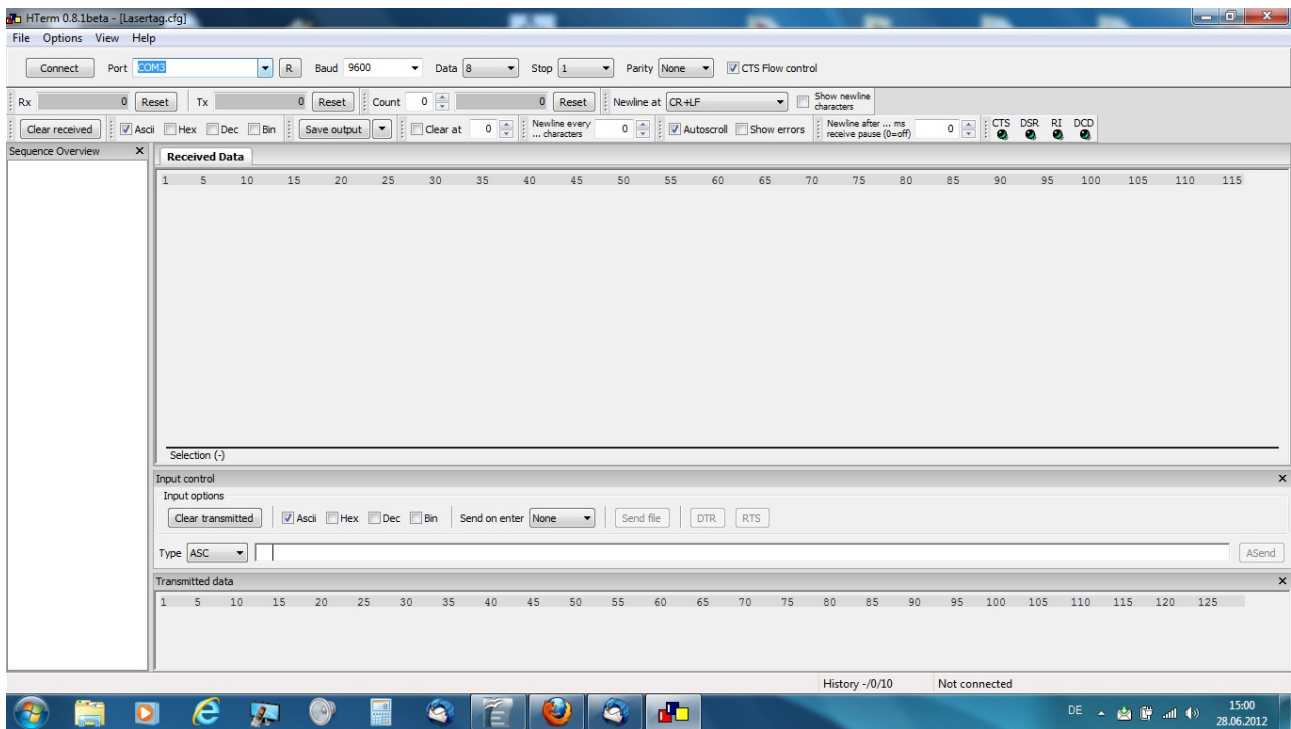 HTerm 0.8.1beta - [Lasertag.cfg]
File Options View Help
Connect Port COM3 R Baud 9600 Data 8 Stop 1 Parity None CTS Flow control
Rx 0 Reset Tx 0 Reset Count 0 0 Reset Newline at CR+LF Show newline characters
Clear received Ascii Hex Dec Bin Save output Clear at 0 Newline every ... characters 0 Autoscroll Show errors Newline after ... ms receive pause (0=off) 0 CTS DSR RI DCD
Sequence Overview X Received Data
1 5 10 15 20 25 30 35 40 45 50 55 60 65 70 75 80 85 90 95 100 105 110 115
Selection (-)
Input control
Input options
Clear transmitted Ascii Hex Dec Bin Send on enter None Send file DTR RTS
Type ASC ASend
Transmitted data
1 5 10 15 20 25 30 35 40 45 50 55 60 65 70 75 80 85 90 95 100 105 110 115 120 125
History -/0/10 Not connected
DE 15:00
28.06.2012